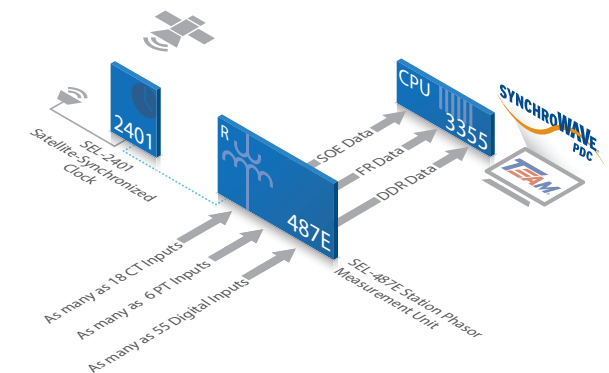 SYNCHROWAVE
PDC
CPU
3355
TEAM
2401
SEL-2401
Satellite-Synchronized
Clock
R
487E
SOE Data
FR Data
DDR Data
SEL-487E Station Phasor
Measurement Unit
As many as 18 CT Inputs
As many as 6 PT Inputs
As many as 55 Digital Inputs